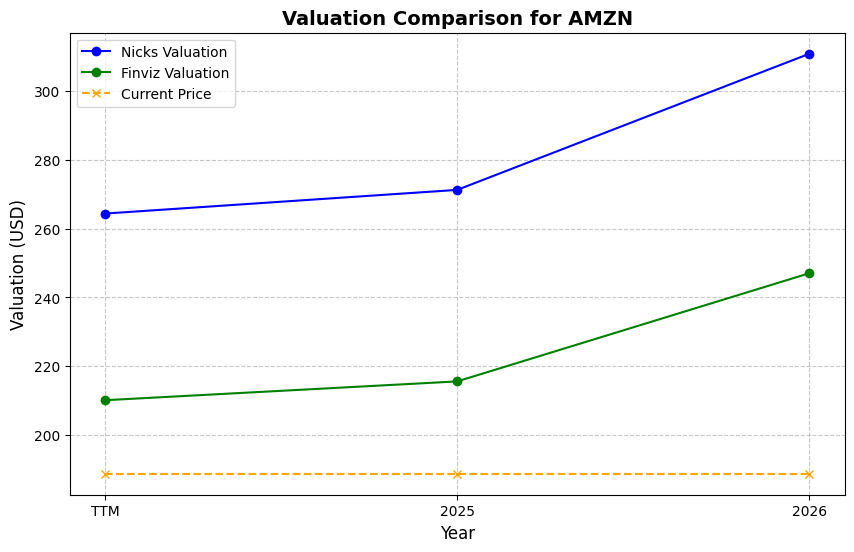 Valuation Comparison for AMZN
Nicks Valuation
Finviz Valuation
Current Price
Valuation (USD)
300
280
260
240
220
200
TTM
2025
2026
Year